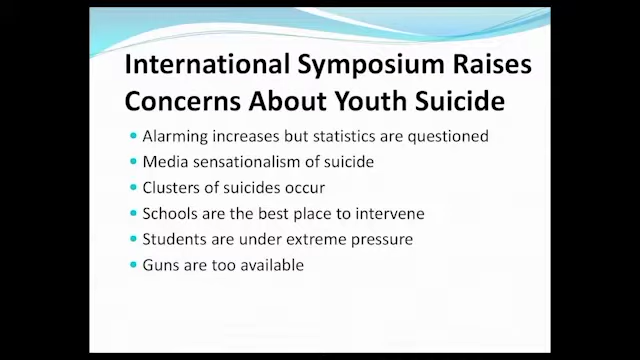 International Symposium Raises
Concerns About Youth Suicide
Alarming increases but statistics are questioned
Media sensationalism of suicide
Clusters of suicides occur
Schools are the best place to intervene
Students are under extreme pressure
Guns are too available